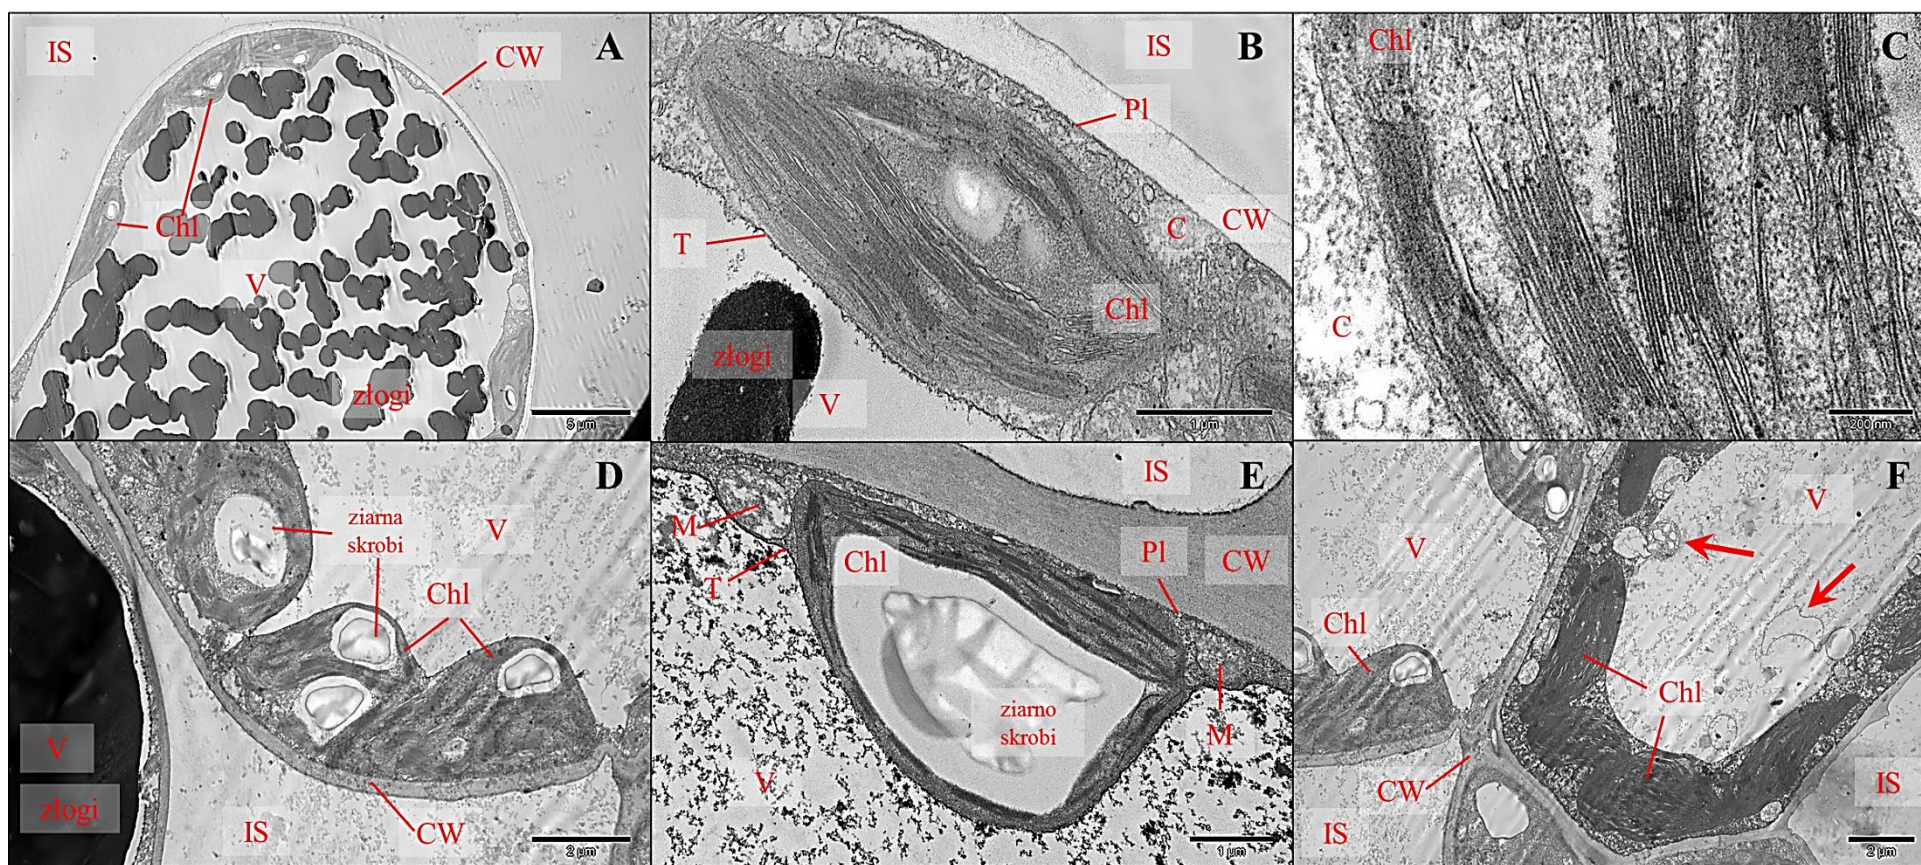 IS
CW
A
Chl
V
złogi
5 µm
IS
B
Pl
CW
C
T
Chl
złogi
V
1 µm
Chl
C
C
200 nm
D
ziarna
skrobi
V
Chl
V
złogi
IS
CW
2 µm
IS
E
M
T
Chl
Pl
CW
ziarno
skrobi
M
V
1 µm
F
V
V
Chl
Chl
CW
IS
IS
2 µm